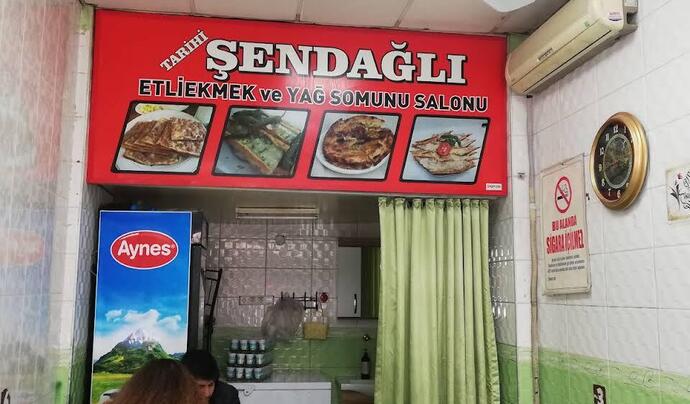 TARİHİ
ŞENDAĞLI
ETLİEKMEK ve YAĞ SOMUNU SALONU
Aynes
BU ALANDA
SİGARA İÇİLMEZ